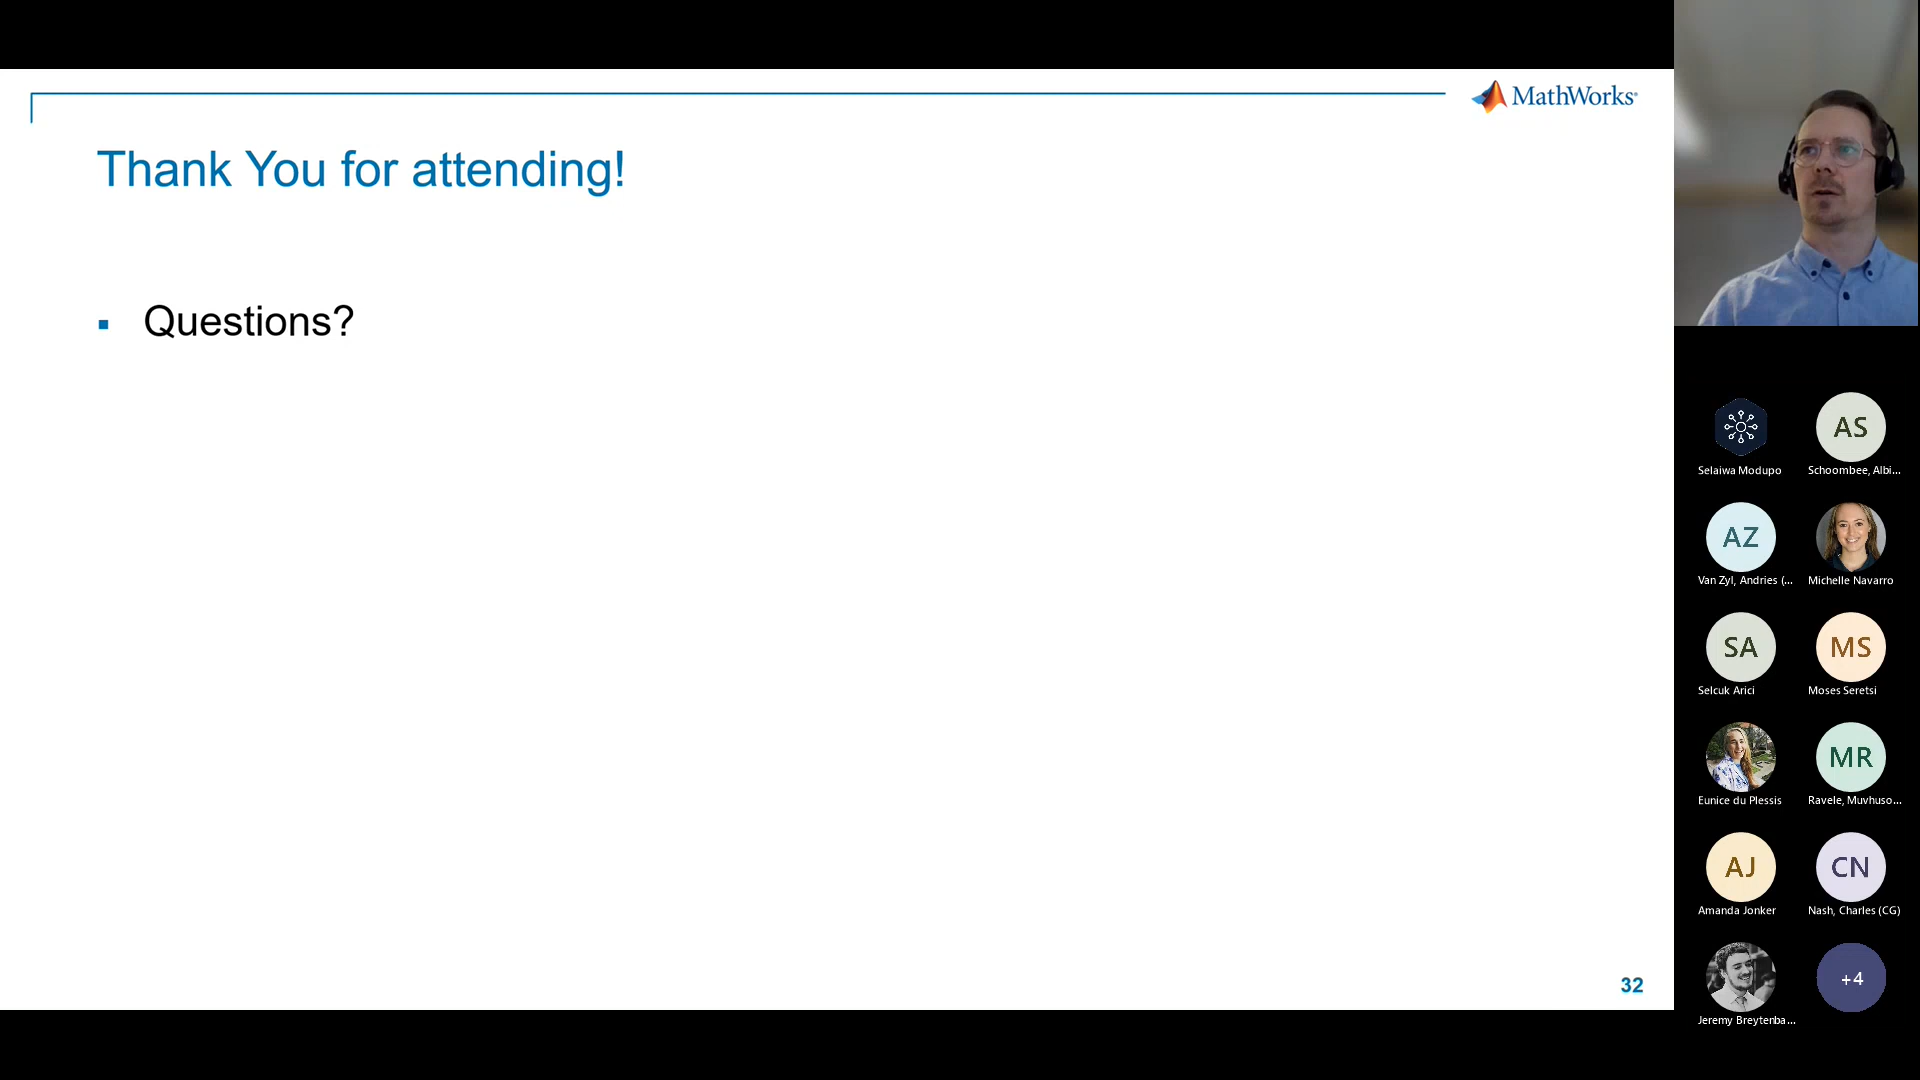 MathWorks®
Thank You for attending!
▪ Questions?
32
AS
Selaiwa Modupo
Schoombee, Albi...
AZ
Van Zyl, Andries (...
Michelle Navarro
SA
MS
Selcuk Arici
Moses Seretsi
MR
Eunice du Plessis
Ravele, Muvhuso...
AJ
CN
Amanda Jonker
Nash, Charles (CG)
+4
Jeremy Breytenba...